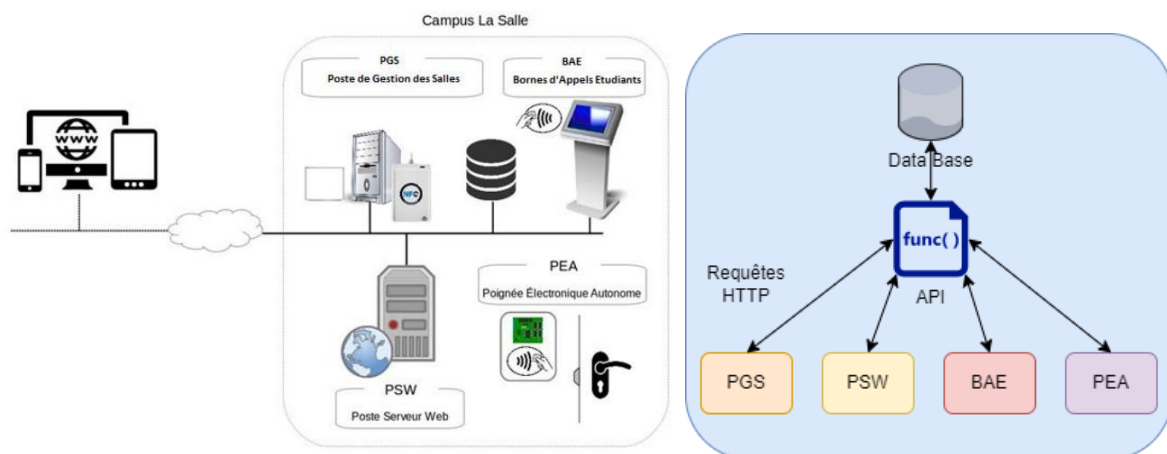 Campus La Salle
PGS
Poste de Gestion des Salles
BAE
Bornes d'Appels Etudiants
WWW
NFC
PEA
Poignée Électronique Autonome
PSW
Poste Serveur Web
Data Base
func( )
Requêtes
HTTP
API
PGS
PSW
BAE
PEA